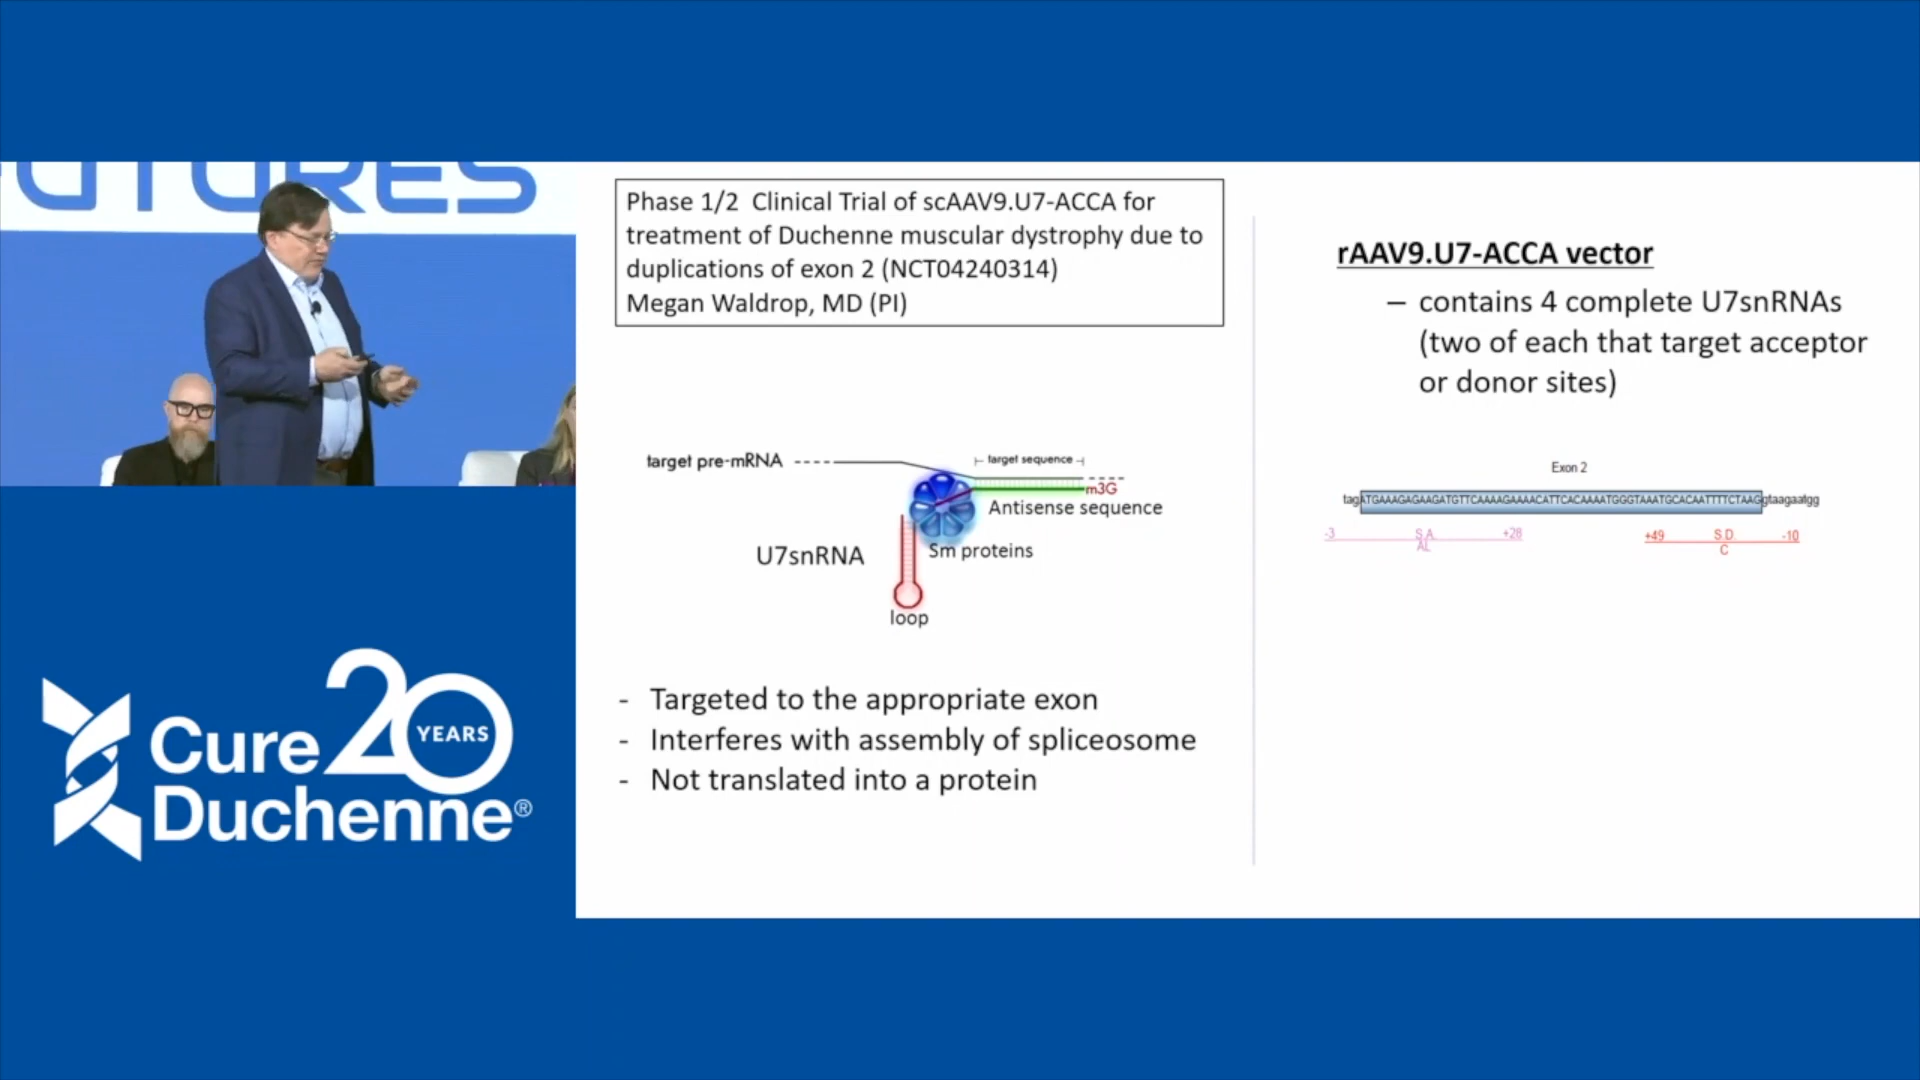 FUTURES
Phase 1/2 Clinical Trial of scAAV9.U7-ACCA for
treatment of Duchenne muscular dystrophy due to
duplications of exon 2 (NCT04240314)
Megan Waldrop, MD (PI)
target pre-mRNA
target sequence
m3G
Antisense sequence
U7snRNA
Sm proteins
loop
- Targeted to the appropriate exon
- Interferes with assembly of spliceosome
- Not translated into a protein
rAAV9.U7-ACCA vector
– contains 4 complete U7snRNAs
(two of each that target acceptor
or donor sites)
Exon 2
tagATGAAAGAGAAGATGTTCAAAAGAAAACATTCACAAAATGGGTAAATGCACAATTTTCTAAGgtaagaatgg
-3 S.A. +28 +49 S.D. -10
AL C
20 YEARS
Cure
Duchenne®